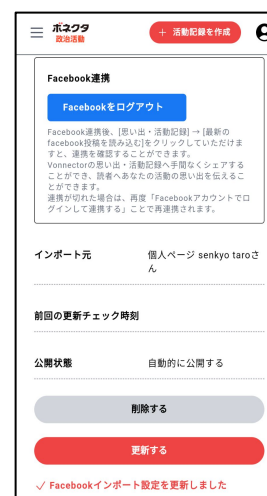 ボネクタ
政治活動
＋ 活動記録を作成
Facebook連携
Facebookをログアウト
Facebook連携後、[思い出・活動記録] → [最新の
facebook投稿を読み込む]をクリックしていただけま
すと、連携を確認することができます。
Vonnectorの思い出・活動記録へ手間なくシェアする
ことができ、読者へあなたの活動の思い出を伝えるこ
とができます。
連携が切れた場合は、再度「Facebookアカウントでロ
グインして連携する」ことで再連携されます。
インポート元
個人ページ senkyo taroさ
ん
前回の更新チェック時刻
公開状態
自動的に公開する
削除する
更新する
✓ Facebookインポート設定を更新しました